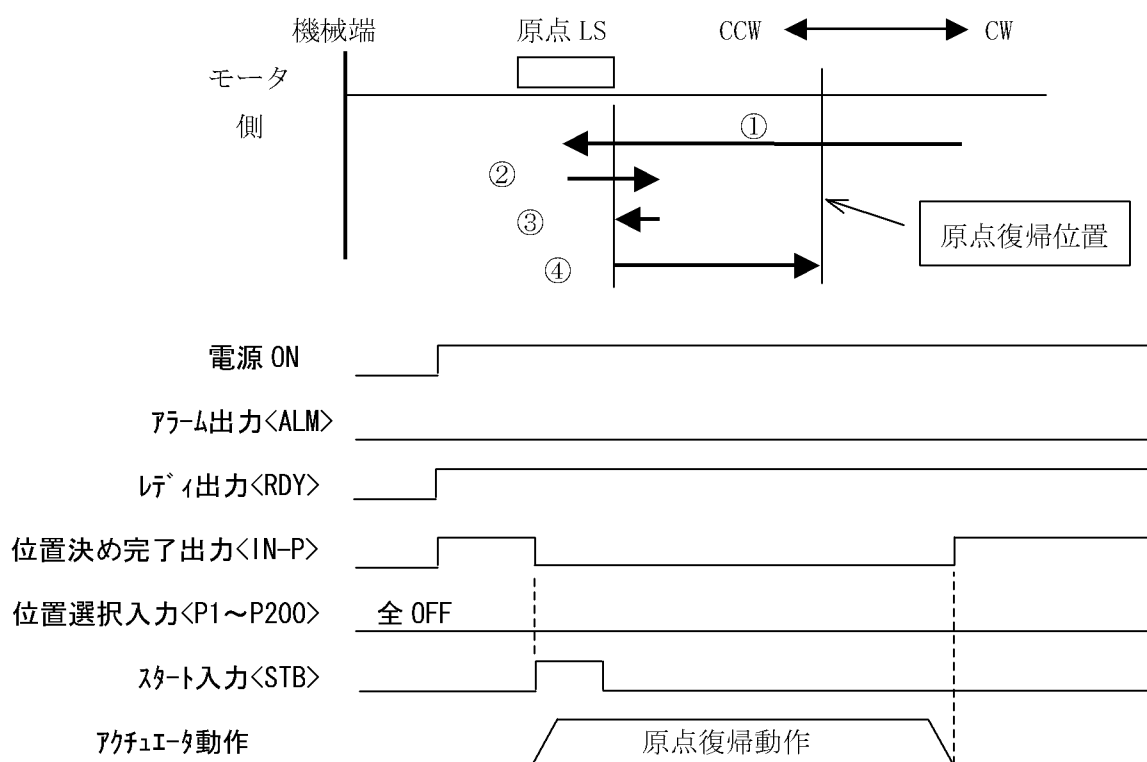 機械端 原点 LS CCW CW
モータ
側
①
②
③
④
原点復帰位置
電源 ON
ｱﾗｰﾑ出力<ALM>
ﾚﾃﾞｨ出力<RDY>
位置決め完了出力<IN-P>
位置選択入力<P1～P200> 全 OFF
ｽﾀｰﾄ入力<STB>
ｱｸﾁｭｴｰﾀ動作 原点復帰動作